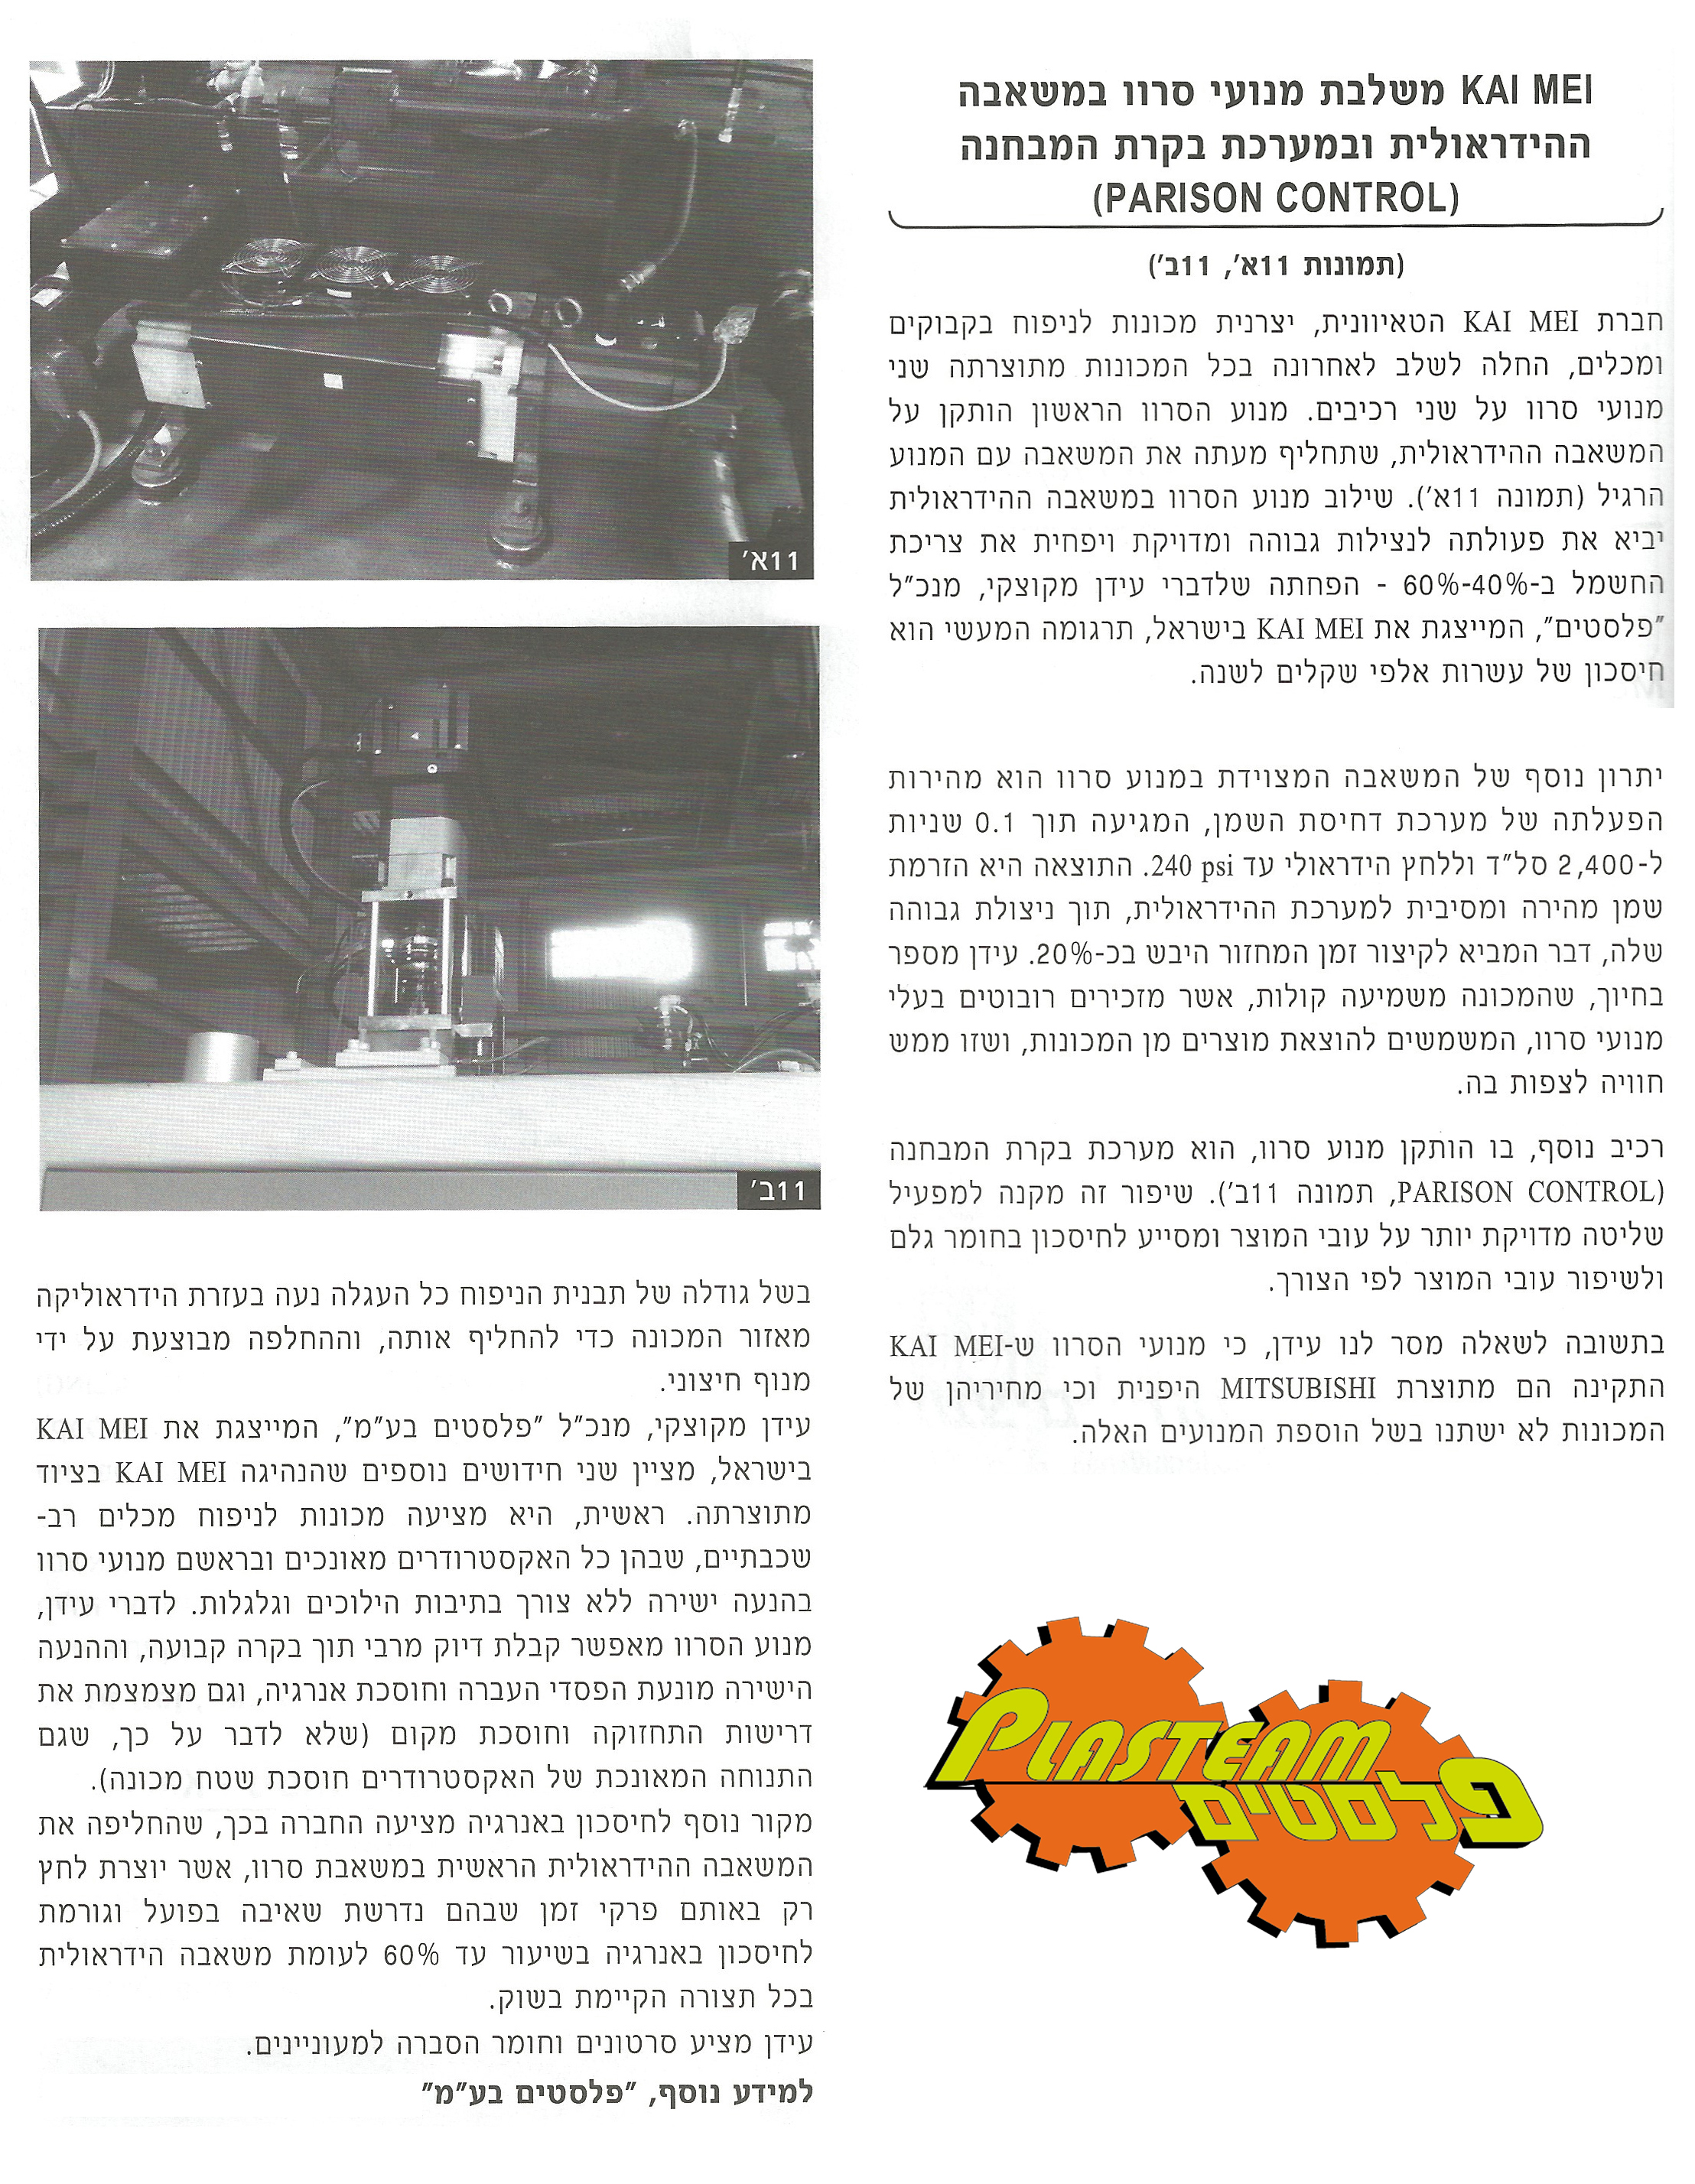 KAI MEI משלבת מנועי סרוו במשאבה
ההידראולית ובמערכת בקרת המבחנה
(PARISON CONTROL)
(תמונות 11א', 11ב')
חברת KAI MEI הטאיוונית, יצרנית מכונות לניפוח בקבוקים
ומכלים, החלה לשלב לאחרונה בכל המכונות מתוצרתה שני
מנועי סרוו על שני רכיבים. מנוע הסרוו הראשון הותקן על
המשאבה ההידראולית, שתחליף מעתה את המשאבה עם המנוע
הרגיל (תמונה 11א'). שילוב מנוע הסרוו במשאבה ההידראולית
יביא את פעולתה לנצילות גבוהה ומדויקת ויפחית את צריכת
החשמל ב-40%-60% - הפחתה שלדברי עידן מקוצקי, מנכ"ל
"פלסטים", המייצגת את KAI MEI בישראל, תרגומה המעשי הוא
חיסכון של עשרות אלפי שקלים לשנה.
יתרון נוסף של המשאבה המצוידת במנוע סרוו הוא מהירות
הפעלתה של מערכת דחיסת השמן, המגיעה תוך 0.1 שניות
ל-2,400 סל"ד וללחץ הידראולי עד 240 psi. התוצאה היא הזרמת
שמן מהירה ומסיבית למערכת ההידראולית, תוך ניצולת גבוהה
שלה, דבר המביא לקיצור זמן המחזור היבש בכ-20%. עידן מספר
בחיוך, שהמכונה משמיעה קולות, אשר מזכירים רובוטים בעלי
מנועי סרוו, המשמשים להוצאת מוצרים מן המכונות, ושזו ממש
חוויה לצפות בה.
רכיב נוסף, בו הותקן מנוע סרוו, הוא מערכת בקרת המבחנה
(PARISON CONTROL, תמונה 11ב'). שיפור זה מקנה למפעיל
שליטה מדויקת יותר על עובי המוצר ומסייע לחיסכון בחומר גלם
ולשיפור עובי המוצר לפי הצורך.
בתשובה לשאלה מסר לנו עידן, כי מנועי הסרוו ש-KAI MEI
התקינה הם מתוצרת MITSUBISHI היפנית וכי מחיריהן של
המכונות לא ישתנו בשל הוספת המנועים האלה.
PLASTEAM
פלסטים
11א'
11ב'
בשל גודלה של תבנית הניפוח כל העגלה נעה בעזרת הידראוליקה
מאזור המכונה כדי להחליף אותה, וההחלפה מבוצעת על ידי
מנוף חיצוני.
עידן מקוצקי, מנכ"ל "פלסטים בע"מ", המייצגת את KAI MEI
בישראל, מציין שני חידושים נוספים שהנהיגה KAI MEI בציוד
מתוצרתה. ראשית, היא מציעה מכונות לניפוח מכלים רב-
שכבתיים, שבהן כל האקסטרודרים מאונכים ובראשם מנועי סרוו
בהנעה ישירה ללא צורך בתיבות הילוכים וגלגלות. לדברי עידן,
מנוע הסרוו מאפשר קבלת דיוק מרבי תוך בקרה קבועה, וההנעה
הישירה מונעת הפסדי העברה וחוסכת אנרגיה, וגם מצמצמת את
דרישות התחזוקה וחוסכת מקום (שלא לדבר על כך, שגם
התנוחה המאונכת של האקסטרודרים חוסכת שטח מכונה).
מקור נוסף לחיסכון באנרגיה מציעה החברה בכך, שהחליפה את
המשאבה ההידראולית הראשית במשאבת סרוו, אשר יוצרת לחץ
רק באותם פרקי זמן שבהם נדרשת שאיבה בפועל וגורמת
לחיסכון באנרגיה בשיעור עד 60% לעומת משאבה הידראולית
בכל תצורה הקיימת בשוק.
עידן מציע סרטונים וחומר הסברה למעוניינים.
למידע נוסף, "פלסטים בע"מ"